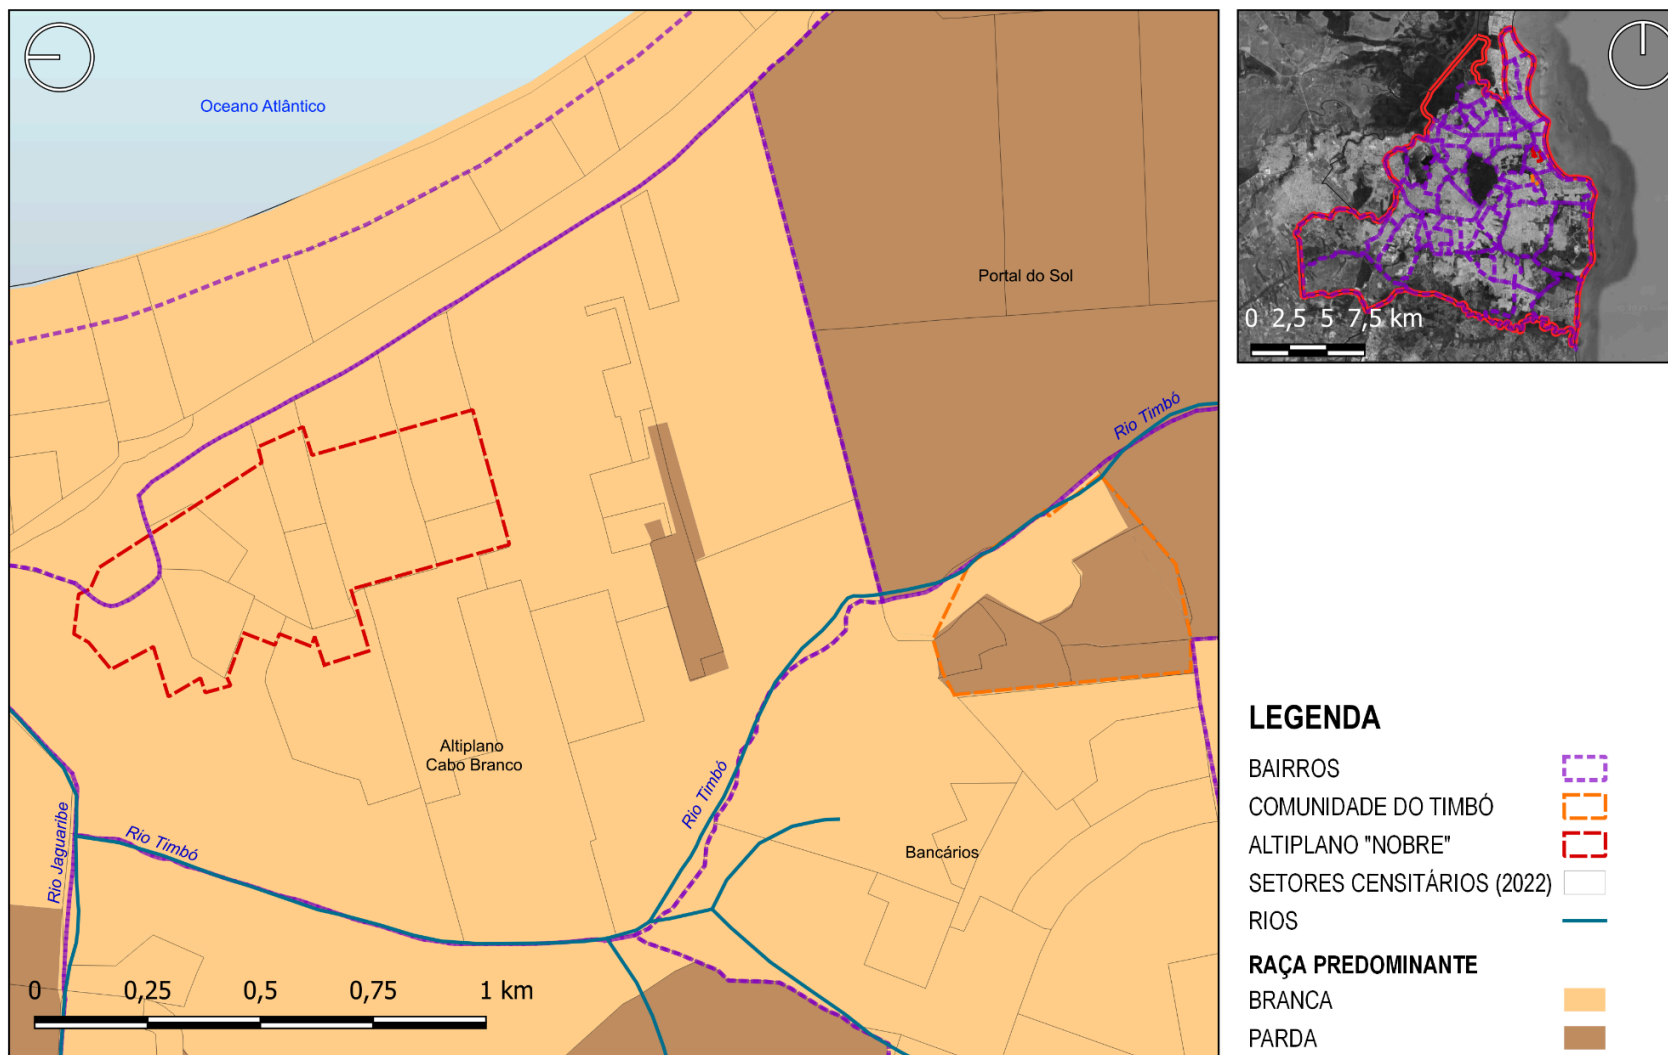 Oceano Atlântico
Portal do Sol
Rio Timbó
Altiplano
Cabo Branco
Rio Timbó
Rio Jaguaribe
Rio Timbó
Bancários
0 0,25 0,5 0,75 1 km
0 2,5 5 7,5 km
LEGENDA
BAIRROS
COMUNIDADE DO TIMBÓ
ALTIPLANO "NOBRE"
SETORES CENSITÁRIOS (2022)
RIOS
RAÇA PREDOMINANTE
BRANCA
PARDA